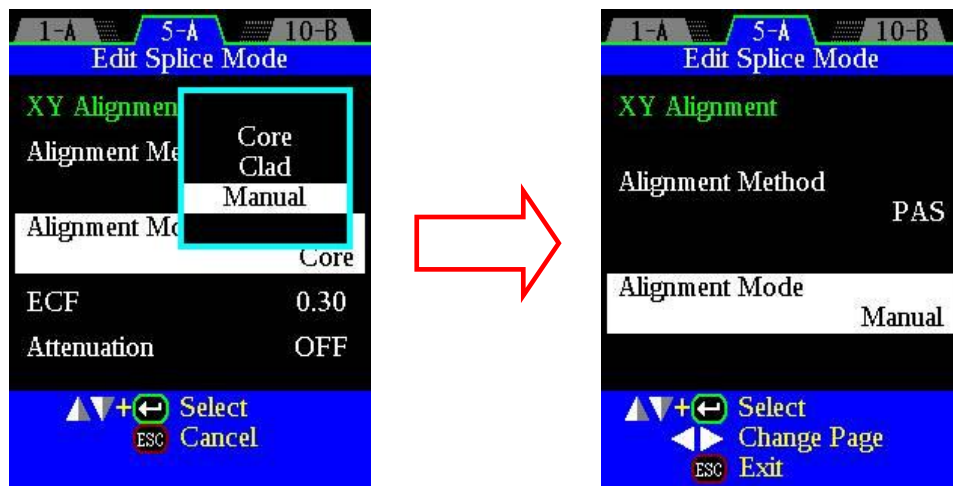 1-A 5-A 10-B
Edit Splice Mode
XY Alignmen
Alignment Me
Core
Clad
Manual
Alignment Mo
Core
ECF 0.30
Attenuation OFF
+ Select
ESC Cancel
1-A 5-A 10-B
Edit Splice Mode
XY Alignment
Alignment Method
PAS
Alignment Mode
Manual
+ Select
Change Page
ESC Exit